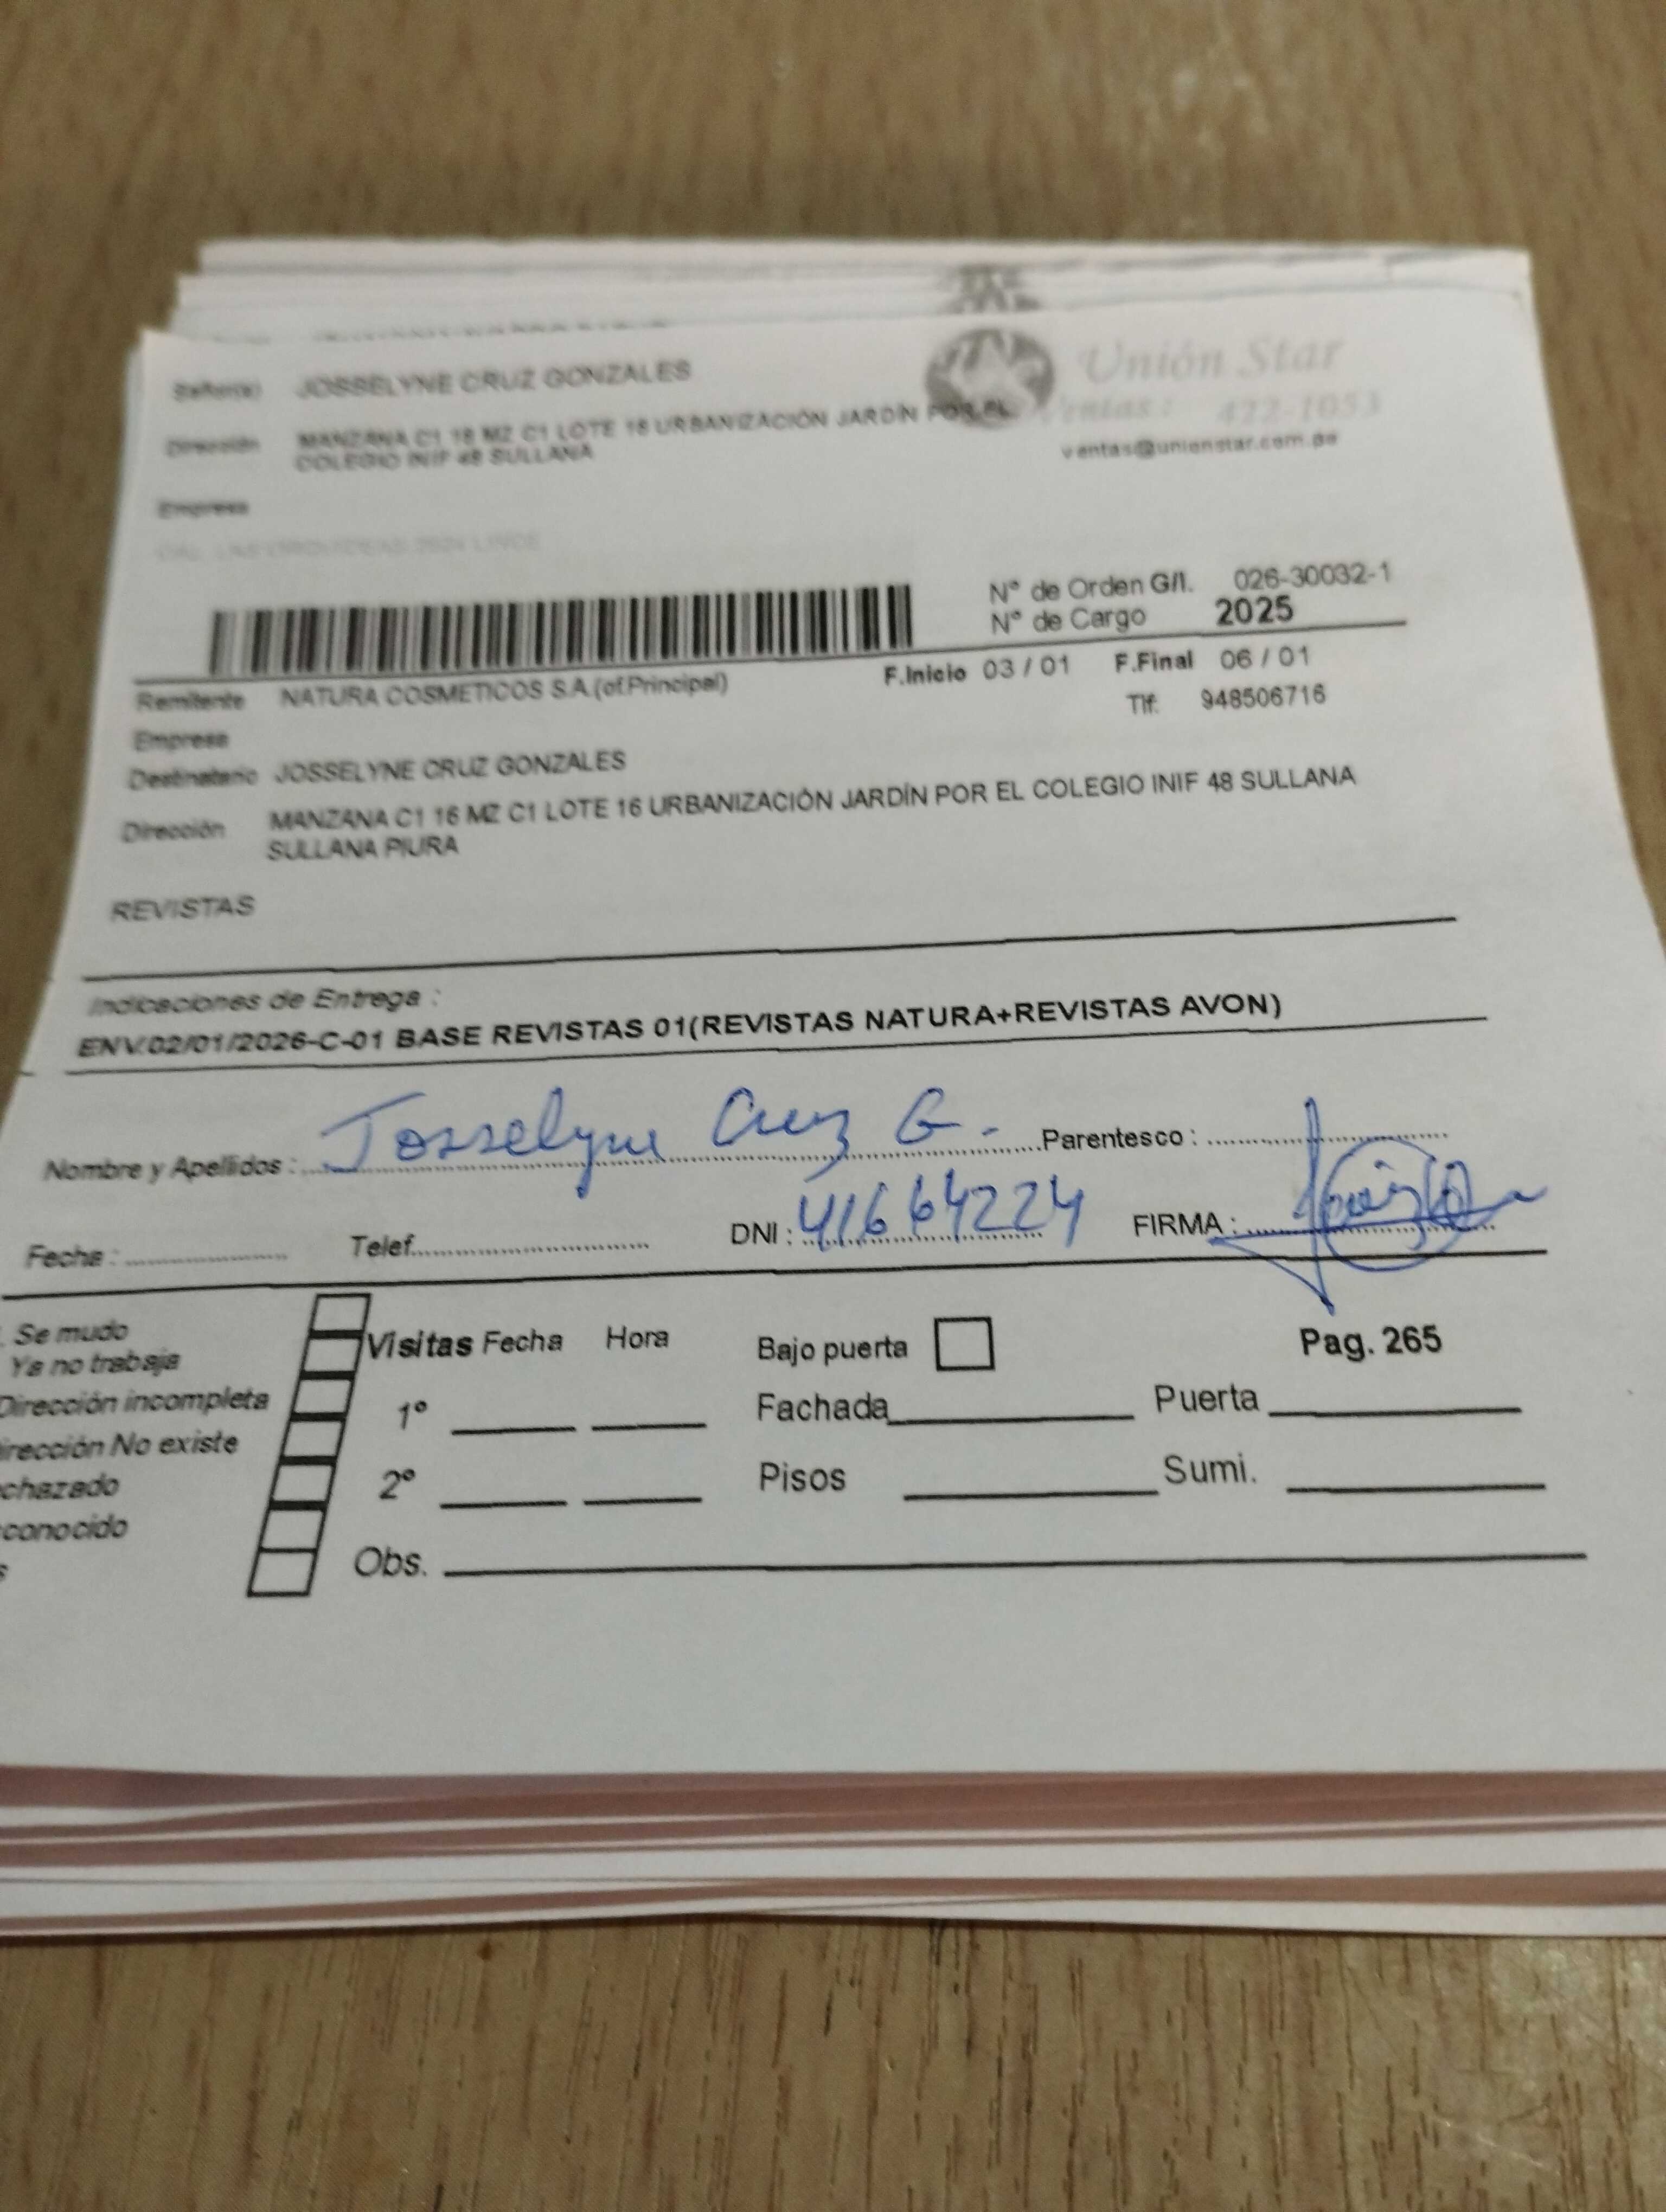 Señor(a) JOSSELYNE CRUZ GONZALES
Unión Star
Ventas: 422-1053
ventas@unionstar.com.pe
Dirección MANZANA C1 16 MZ C1 LOTE 16 URBANIZACIÓN JARDÍN POR EL
COLEGIO INIF 48 SULLANA
Empresa
N° de Orden G/I. 026-30032-1
N° de Cargo 2025
F.Inicio 03 / 01 F.Final 06 / 01
Remitente NATURA COSMETICOS S.A.(of.Principal)
Tlf: 948506716
Empresa
Destinatario JOSSELYNE CRUZ GONZALES
Dirección MANZANA C1 16 MZ C1 LOTE 16 URBANIZACIÓN JARDÍN POR EL COLEGIO INIF 48 SULLANA
SULLANA PIURA
REVISTAS
Indicaciones de Entrega :
ENV.02/01/2026-C-01 BASE REVISTAS 01(REVISTAS NATURA+REVISTAS AVON)
Nombre y Apellidos : Josselyne Cruz G. Parentesco :
Fecha : Telef. DNI : 41664224 FIRMA :
Se mudo
Ya no trabaja
Dirección incompleta
irección No existe
chazado
conocido
s
Visitas Fecha Hora Bajo puerta Pag. 265
1° Fachada Puerta
2° Pisos Sumi.
Obs.